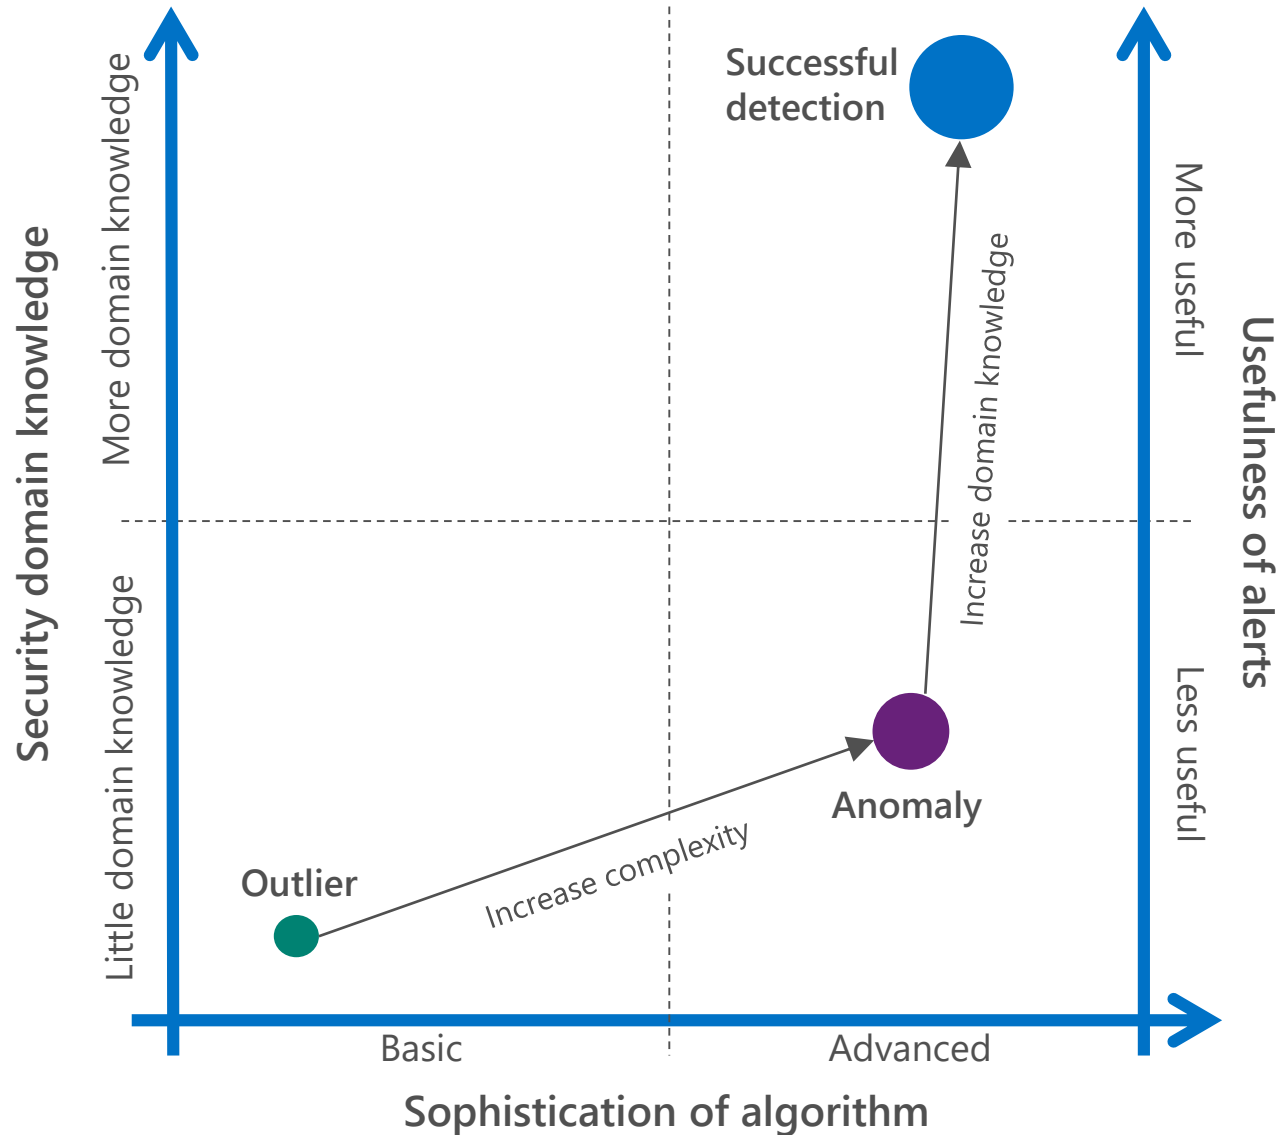 Successful
detection
More domain knowledge
Security domain knowledge
Little domain knowledge
Increase domain knowledge
More useful
Usefulness of alerts
Less useful
Anomaly
Outlier
Increase complexity
Basic
Advanced
Sophistication of algorithm